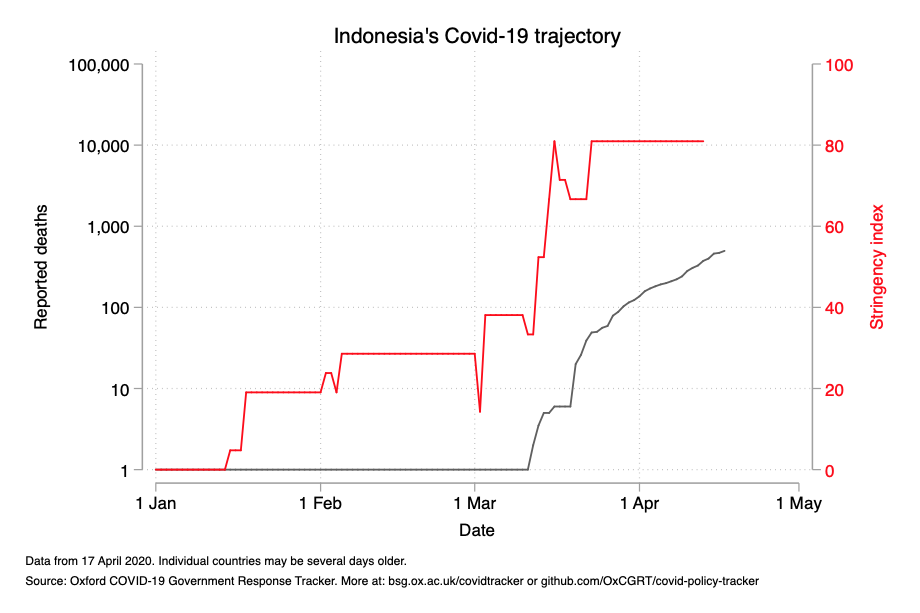 Indonesia's Covid-19 trajectory
100,000
10,000
1,000
100
10
1
Reported deaths
100
80
60
40
20
0
Stringency index
1 Jan
1 Feb
1 Mar
1 Apr
1 May
Date
Data from 17 April 2020. Individual countries may be several days older.
Source: Oxford COVID-19 Government Response Tracker. More at: bsg.ox.ac.uk/covidtracker or github.com/OxCGRT/covid-policy-tracker